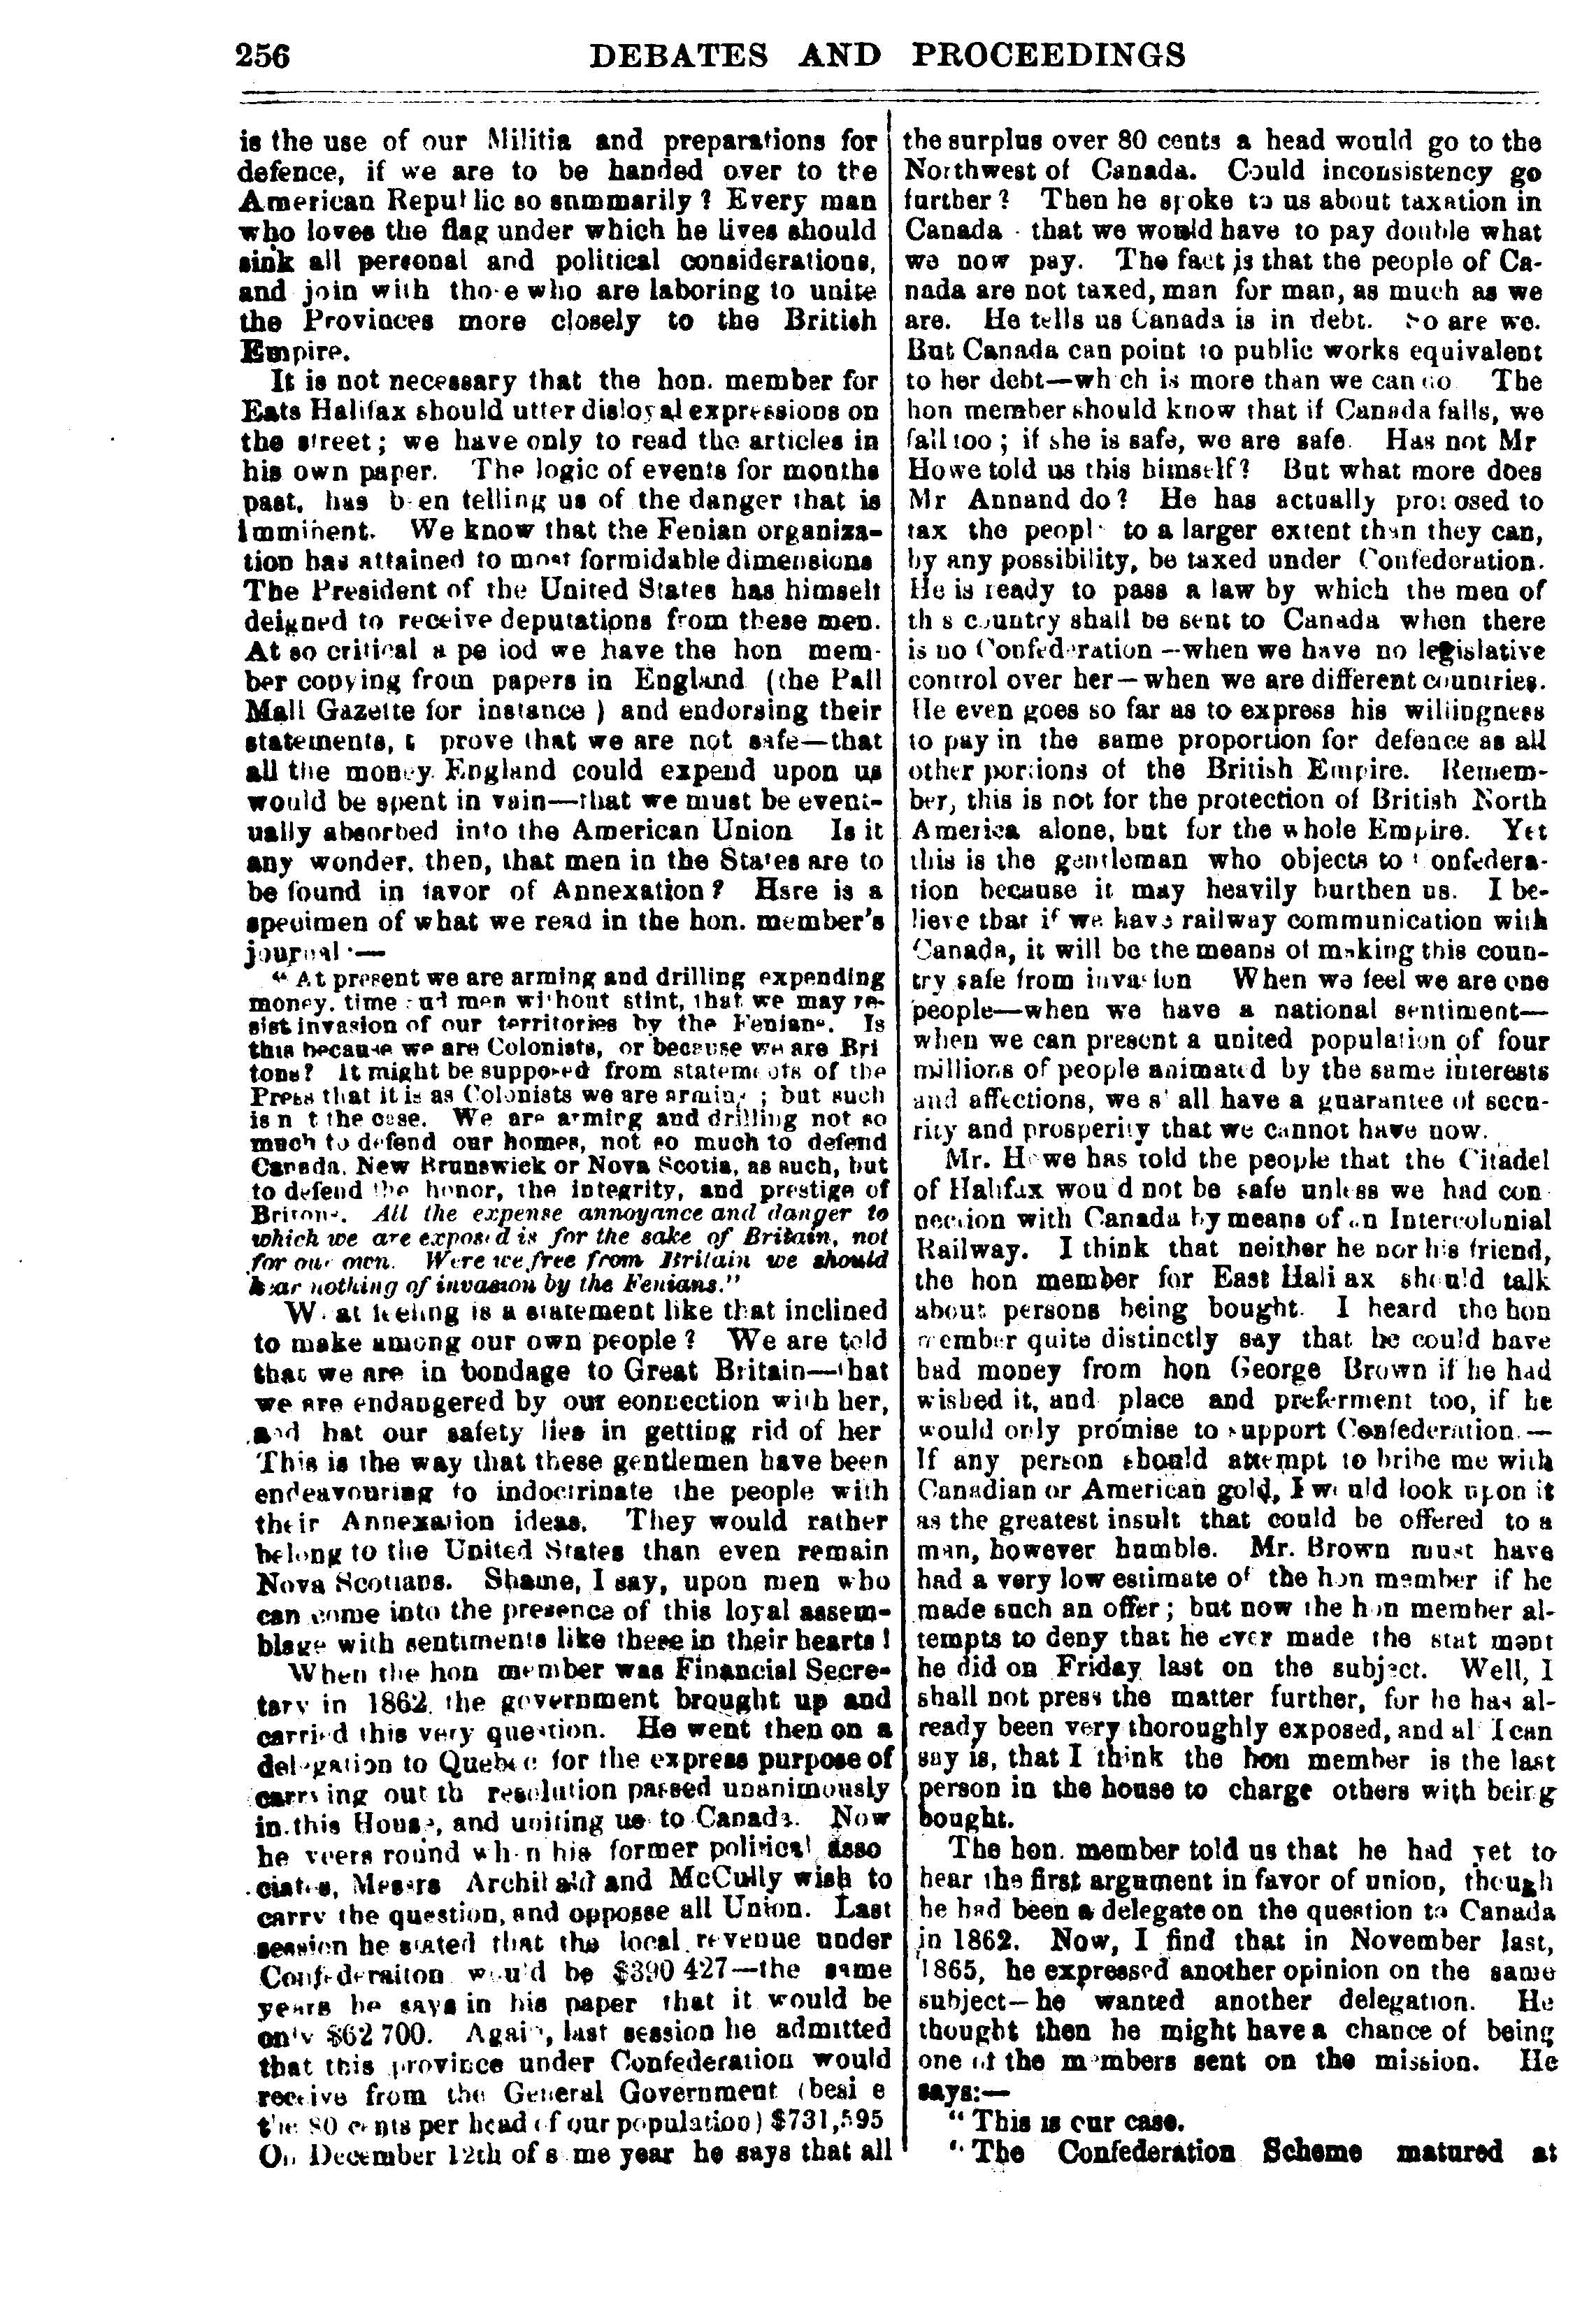 256 DEBATES AND PROCEEDINGS
is the use of our Militia and preparations for
defence, if we are to be handed over to the
American Republic so summarily? Every man
who loves the flag under which he lives should
sink all personal and political considerations,
and join with those who are laboring to unite
the Provinces more closely to the British
Empire.
It is not necessary that the hon. member for
Eats Halifax should utter disloyal expressions on
the street; we have only to read the articles in
his own paper. The logic of events for months
past, has been telling us of the danger that is
imminent. We know that the Fenian organiza-
tion has attained to most formidable dimensions
The President of the United States has himself
deigned to receive deputations from these men.
At so critical a period we have the hon mem-
ber copying from papers in England (the Pall
Mall Gazette for instance ) and endorsing their
statements, t prove that we are not safe—that
all the money England could expend upon us
would be spent in vain—that we must be event-
ually absorbed into the American Union Is it
any wonder, then, that men in the States are to
be found in favor of Annexation? Hsre is a
specimen of what we read in the hon. member's
journal :—
"At present we are arming and drilling expending
money, time and men without stint, that we may re-
sist invasion of our territories by the Fenians. Is
this because we are Colonists, or because we are Bri
tons? It might be supposed from statements of the
Press that it is as Colonists we are arming ; but such
is n t the case. We are arming and drilling not so
much to defend our homes, not so much to defend
Canada, New Brunswick or Nova Scotia, as such, but
to defend the honor, the integrity, and prestige of
Britons. All the expense annoyance and danger to
which we are exposed is for the sake of Britain, not
for our own. Were we free from Britain we should
hear nothing of invasion by the Fenians."
What feeling is a statement like that inclined
to make among our own people? We are told
that we are in bondage to Great Britain—that
we are endangered by our connection with her,
and hat our safety lies in getting rid of her
This is the way that these gentlemen have been
endeavouring to indoctrinate the people with
their Annexation ideas. They would rather
belong to the United States than even remain
Nova Scotians. Shame, I say, upon men who
can come into the presence of this loyal assem-
blage with sentiments like these in their hearts!
When the hon member was Financial Secre-
tary in 1862, the government brought up and
carried this very question. He went then on a
delegation to Quebec for the express purpose of
carrying out th resolution passed unanimously
in this House, and uniting us to Canada. Now
he veers round when his former political asso
ciates, Messrs Archibald and McCully wish to
carry the question, and opposse all Union. Last
session he stated that the local revenue under
Confederaiton would be $390 427—the same
years he says in his paper that it would be
only $62 700. Again, last session he admitted
that this province under Confederation would
receive from the General Government (besi e
the 80 cents per head of our population) $731,595
On December 12th of s me year he says that all
the surplus over 80 cents a head would go to the
Northwest of Canada. Could inconsistency go
further? Then he spoke to us about taxation in
Canada - that we would have to pay double what
we now pay. The fact is that the people of Ca-
nada are not taxed, man for man, as much as we
are. He tells us Canada is in debt. So are we.
But Canada can point to public works equivalent
to her debt—wh ch is more than we can do The
hon member should know that if Canada falls, we
fall too; if she is safe, we are safe. Has not Mr
Howe told us this himself? But what more does
Mr Annand do? He has actually proposed to
tax the people to a larger extent than they can,
by any possibility, be taxed under Confederation.
He is ready to pass a law by which the men of
th s country shall be sent to Canada when there
is no Confederation—when we have no legislative
control over her—when we are different countries.
He even goes so far as to express his williingness
to pay in the same proportion for defence as all
other portions of the British Empire. Remem-
ber, this is not for the protection of British North
America alone, but for the whole Empire. Yet
this is the gentleman who objects to Confedera-
tion because it may heavily burthen us. I be-
lieve that if we have railway communication with
Canada, it will be the means of making this coun-
try safe from invasion When we feel we are one
people—when we have a national sentiment—
when we can present a united population of four
millions of people animated by the same interests
and affections, we shall have a guarantee of secu-
rity and prosperity that we cannot have now.
Mr. Howe has told the people that the Citadel
of Halifax wou d not be safe unless we had con
nection with Canada by means of an Intercolonial
Railway. I think that neither he nor his friend,
the hon member for East Hali ax should talk
about persons being bought. I heard the hon
member quite distinctly say that he could have
had money from hon George Brown if he had
wished it, and place and preferment too, if he
would only promise to support Confederation.—
If any person should attempt to bribe me with
Canadian or American gold, I would look upon it
as the greatest insult that could be offered to a
man, however humble. Mr. Brown must have
had a very low estimate of the hon member if he
made such an offer; but now the hon member at-
tempts to deny that he ever made the stat ment
he did on Friday last on the subject. Well, I
shall not press the matter further, for he has al-
ready been very thoroughly exposed, and al I can
say is, that I think the hon member is the last
person in the house to charge others with being
bought.
The hon. member told us that he had yet to
hear the first argument in favor of union, though
he had been a delegate on the question to Canada
in 1862. Now, I find that in November last,
1865, he expressed another opinion on the same
subject—he wanted another delegation. He
thought then he might have a chance of being
one of the members sent on the mission. He
says:—
"This is our case.
"The Confederation Scheme matured at